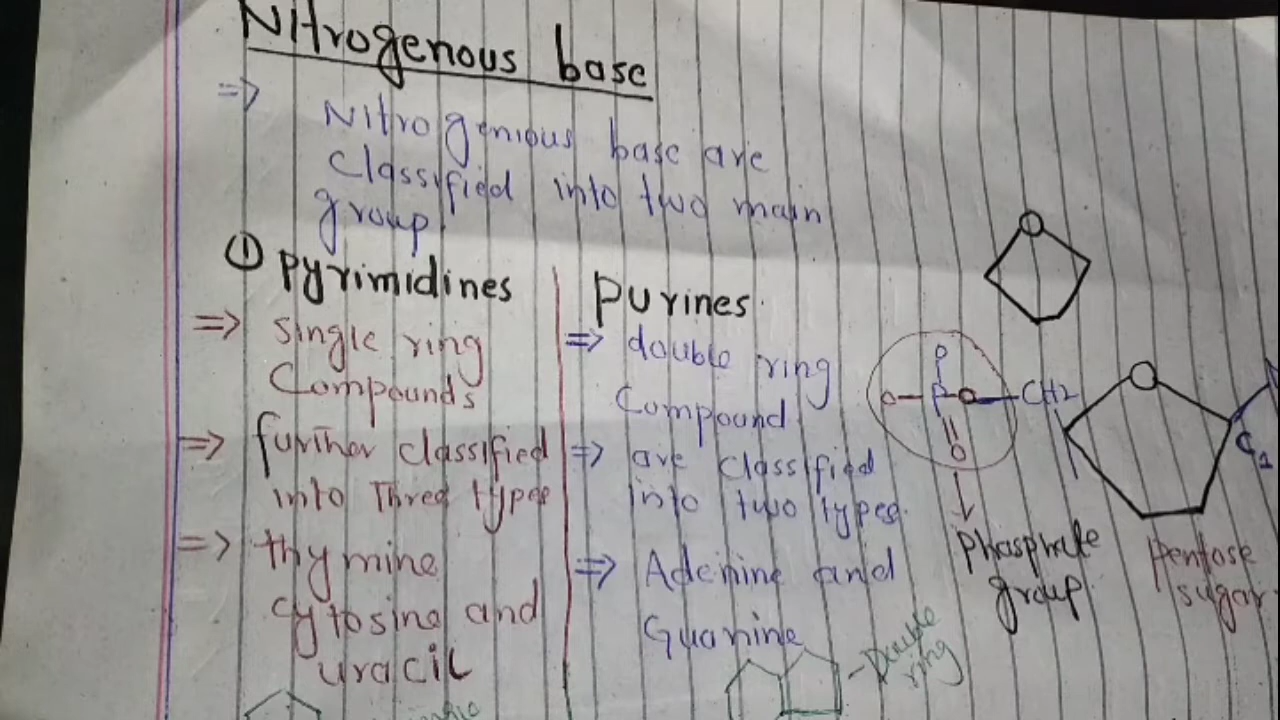 Nitrogenous base
=> Nitrogenious base are
classified into two main
group.
① Pyrimidines
=> single ring
Compounds
=> further classified
into Three types
=> thymine
cytosine and
uracil
Purines.
=> double ring
Compound
=> are classified
into two types.
=> Adenine and
Guanine
Double
ring
O
O
O-P-O-CH2
O
C1
Phosphate
group.
O
Pentose
sugar.